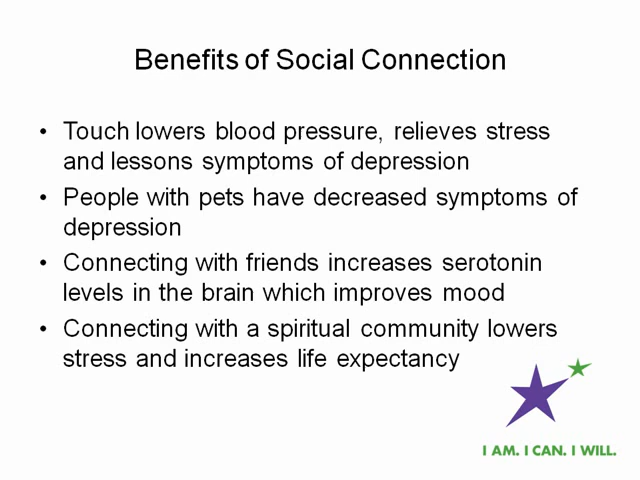 Benefits of Social Connection
• Touch lowers blood pressure, relieves stress
and lessons symptoms of depression
• People with pets have decreased symptoms of
depression
• Connecting with friends increases serotonin
levels in the brain which improves mood
• Connecting with a spiritual community lowers
stress and increases life expectancy
I AM. I CAN. I WILL.